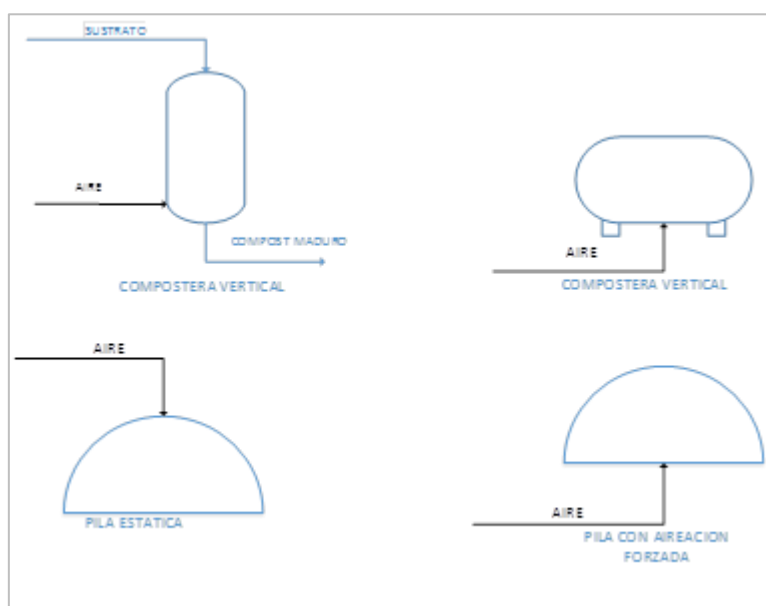 SUSTRATO
AIRE
COMPOST MADURO
COMPOSTERA VERTICAL
AIRE
COMPOSTERA VERTICAL
AIRE
PILA ESTATICA
AIRE
PILA CON AIREACION
FORZADA